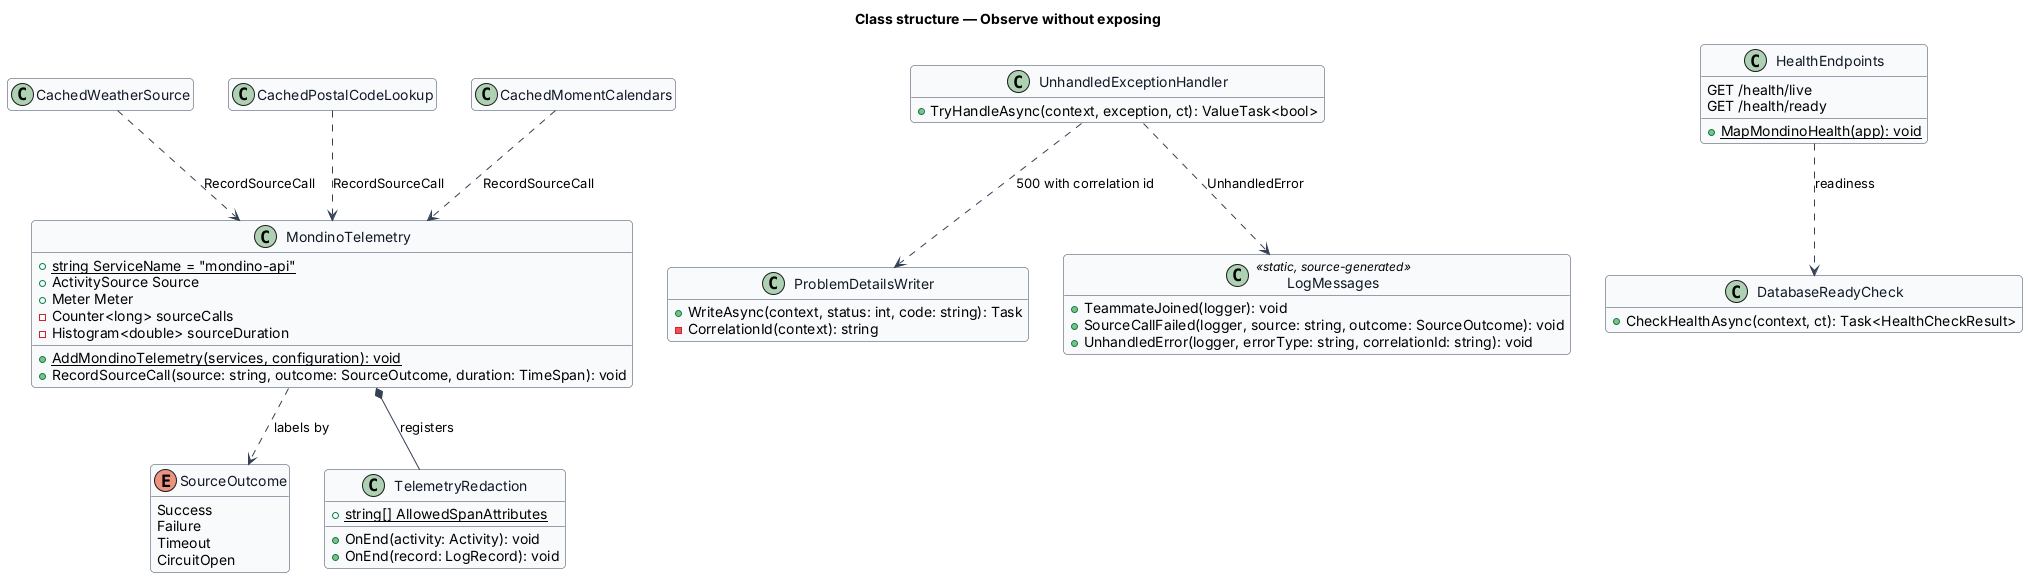 Class structure — Observe without exposing
C CachedWeatherSource
C CachedPostalCodeLookup
C CachedMomentCalendars
RecordSourceCall
RecordSourceCall
RecordSourceCall
C MondinoTelemetry
string ServiceName = "mondino-api"
ActivitySource Source
Meter Meter
Counter<long> sourceCalls
Histogram<double> sourceDuration
AddMondinoTelemetry(services, configuration): void
RecordSourceCall(source: string, outcome: SourceOutcome, duration: TimeSpan): void
labels by
registers
E SourceOutcome
Success
Failure
Timeout
CircuitOpen
C TelemetryRedaction
string[] AllowedSpanAttributes
OnEnd(activity: Activity): void
OnEnd(record: LogRecord): void
C UnhandledExceptionHandler
TryHandleAsync(context, exception, ct): ValueTask<bool>
500 with correlation id
UnhandledError
C ProblemDetailsWriter
WriteAsync(context, status: int, code: string): Task
CorrelationId(context): string
«static, source-generated»
C LogMessages
TeammateJoined(logger): void
SourceCallFailed(logger, source: string, outcome: SourceOutcome): void
UnhandledError(logger, errorType: string, correlationId: string): void
C HealthEndpoints
GET /health/live
GET /health/ready
MapMondinoHealth(app): void
readiness
C DatabaseReadyCheck
CheckHealthAsync(context, ct): Task<HealthCheckResult>